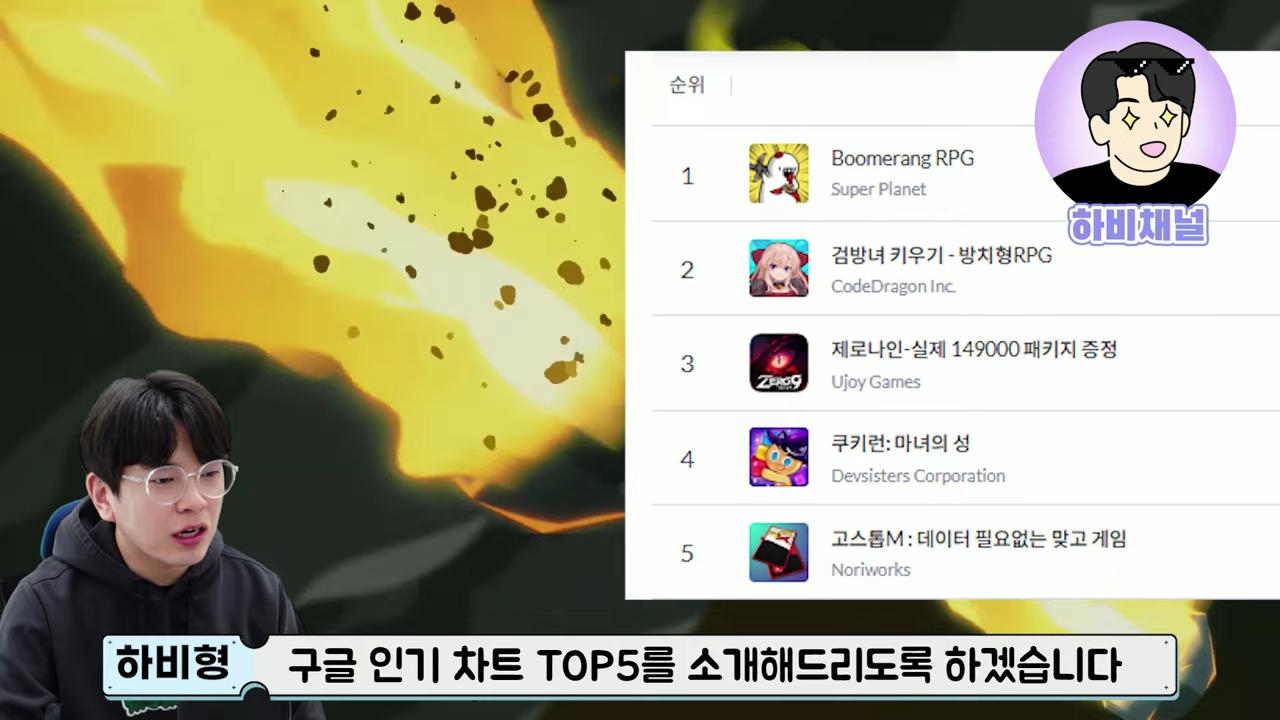 순위
1
Boomerang RPG
Super Planet
하비채널
2
검방녀 키우기 - 방치형RPG
CodeDragon Inc.
3
제로나인-실제 149000 패키지 증정
Ujoy Games
ZERO9
4
쿠키런: 마녀의 성
Devsisters Corporation
5
고스톱M : 데이터 필요없는 맞고 게임
Noriworks
하비형
구글 인기 차트 TOP5를 소개해드리도록 하겠습니다